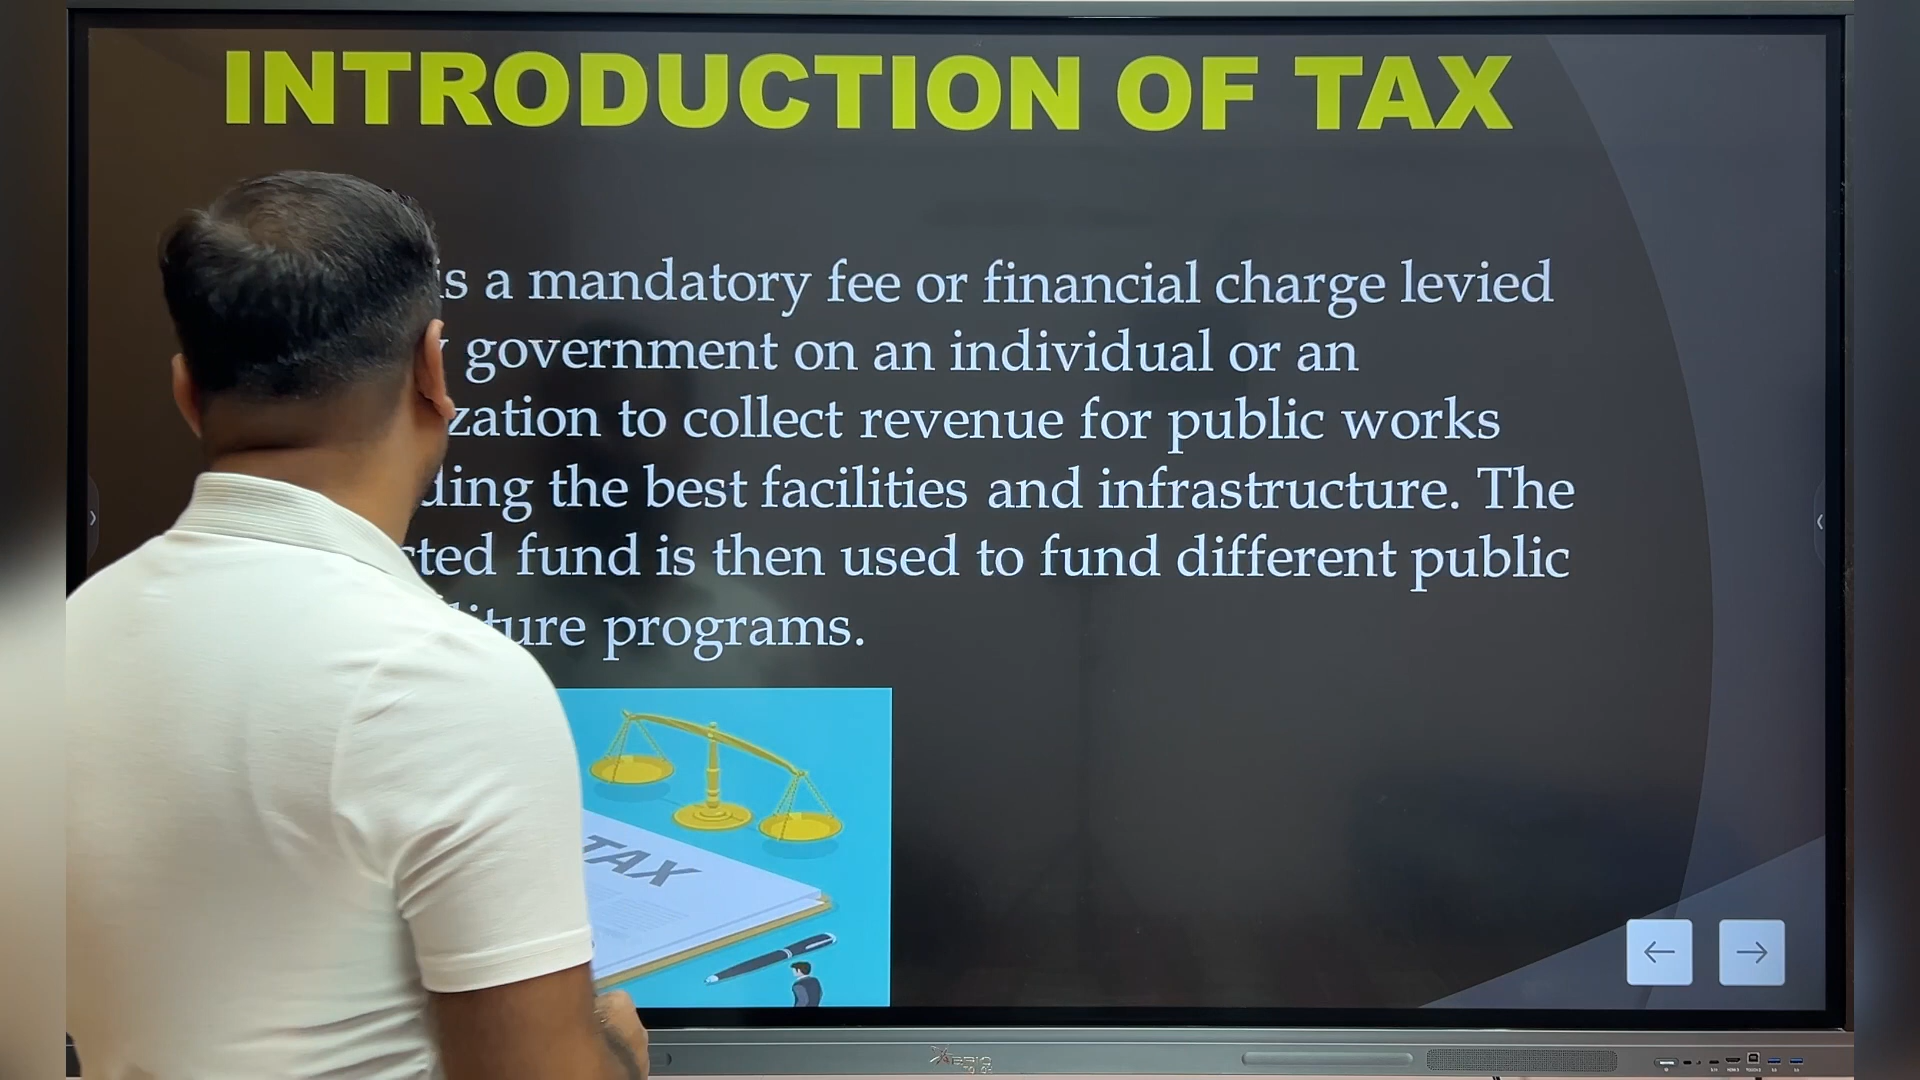 INTRODUCTION OF TAX
is a mandatory fee or financial charge levied
government on an individual or an
zation to collect revenue for public works
ding the best facilities and infrastructure. The
cted fund is then used to fund different public
iture programs.
TAX